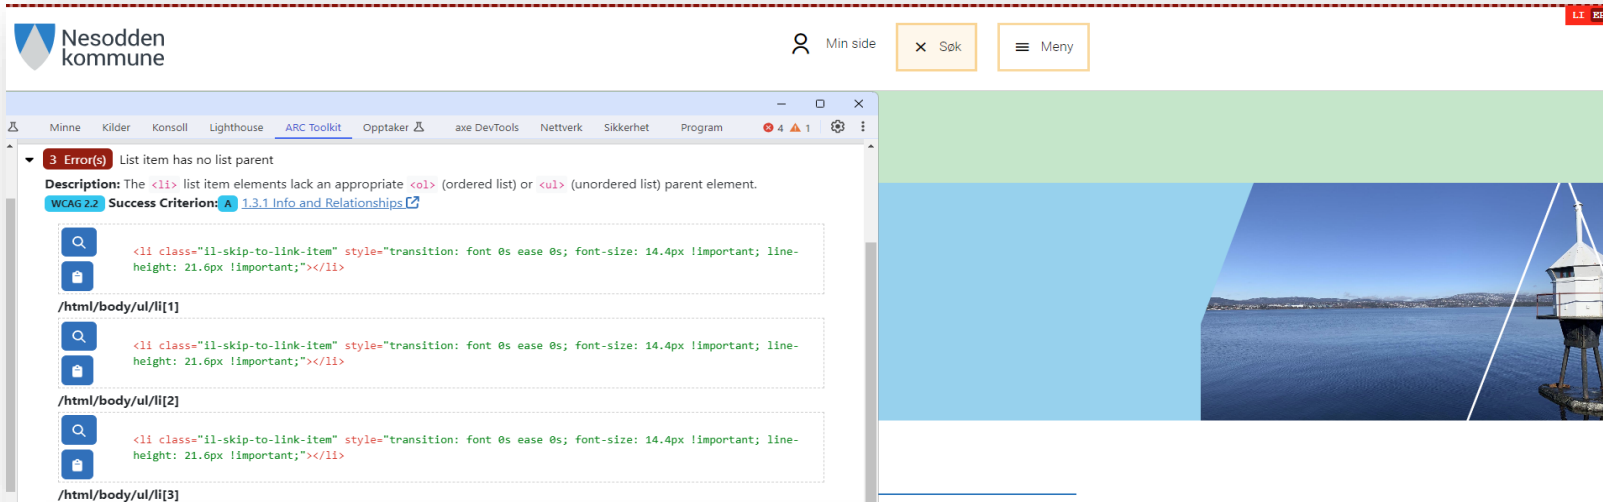 LI
Nesodden
kommune
Min side
Søk
Meny
Minne Kilder Konsoll Lighthouse ARC Toolkit Opptaker axe DevTools Nettverk Sikkerhet Program 4 1
3 Error(s) List item has no list parent
Description: The <li> list item elements lack an appropriate <ol> (ordered list) or <ul> (unordered list) parent element.
WCAG 2.2 Success Criterion: A 1.3.1 Info and Relationships
<li class="il-skip-to-link-item" style="transition: font 0s ease 0s; font-size: 14.4px !important; line-
height: 21.6px !important;"></li>
/html/body/ul/li[1]
<li class="il-skip-to-link-item" style="transition: font 0s ease 0s; font-size: 14.4px !important; line-
height: 21.6px !important;"></li>
/html/body/ul/li[2]
<li class="il-skip-to-link-item" style="transition: font 0s ease 0s; font-size: 14.4px !important; line-
height: 21.6px !important;"></li>
/html/body/ul/li[3]